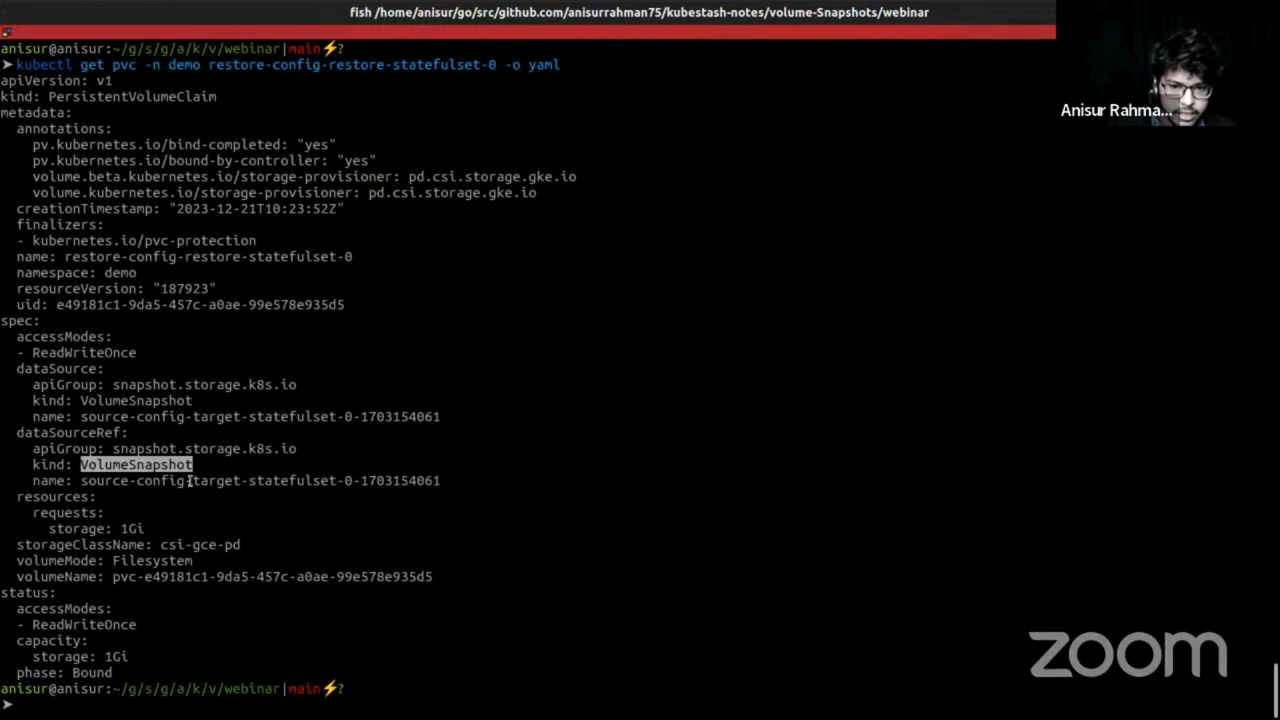 fish /home/anisur/go/src/github.com/anisurrahman75/kubestash-notes/volume-Snapshots/webinar
anisur@anisur:~/g/s/g/a/k/v/webinar|main⚡?
➤ kubectl get pvc -n demo restore-config-restore-statefulset-0 -o yaml
apiVersion: v1
kind: PersistentVolumeClaim
metadata:
  annotations:
    pv.kubernetes.io/bind-completed: "yes"
    pv.kubernetes.io/bound-by-controller: "yes"
    volume.beta.kubernetes.io/storage-provisioner: pd.csi.storage.gke.io
    volume.kubernetes.io/storage-provisioner: pd.csi.storage.gke.io
  creationTimestamp: "2023-12-21T10:23:52Z"
  finalizers:
  - kubernetes.io/pvc-protection
  name: restore-config-restore-statefulset-0
  namespace: demo
  resourceVersion: "187923"
  uid: e49181c1-9da5-457c-a0ae-99e578e935d5
spec:
  accessModes:
  - ReadWriteOnce
  dataSource:
    apiGroup: snapshot.storage.k8s.io
    kind: VolumeSnapshot
    name: source-config-target-statefulset-0-1703154061
  dataSourceRef:
    apiGroup: snapshot.storage.k8s.io
    kind: VolumeSnapshot
    name: source-config-target-statefulset-0-1703154061
  resources:
    requests:
      storage: 1Gi
  storageClassName: csi-gce-pd
  volumeMode: Filesystem
  volumeName: pvc-e49181c1-9da5-457c-a0ae-99e578e935d5
status:
  accessModes:
  - ReadWriteOnce
  capacity:
    storage: 1Gi
  phase: Bound
anisur@anisur:~/g/s/g/a/k/v/webinar|main⚡?
➤
Anisur Rahma...
zoom